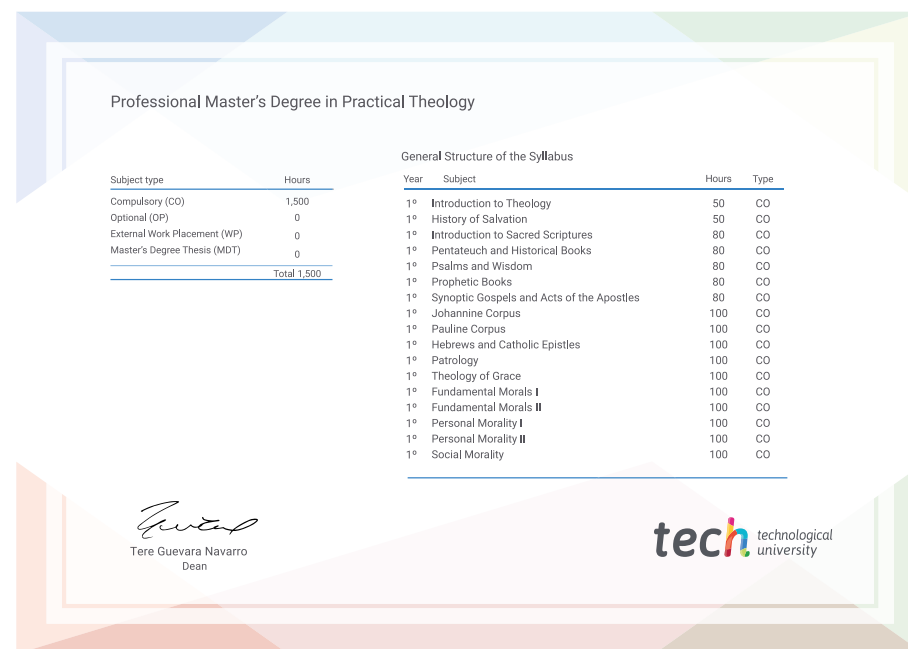 Professional Master's Degree in Practical Theology
Subject type Hours
Compulsory (CO) 1,500
Optional (OP) 0
External Work Placement (WP) 0
Master's Degree Thesis (MDT) 0
Total 1,500
General Structure of the Syllabus
Year Subject Hours Type
1º Introduction to Theology 50 CO
1º History of Salvation 50 CO
1º Introduction to Sacred Scriptures 80 CO
1º Pentateuch and Historical Books 80 CO
1º Psalms and Wisdom 80 CO
1º Prophetic Books 80 CO
1º Synoptic Gospels and Acts of the Apostles 80 CO
1º Johannine Corpus 100 CO
1º Pauline Corpus 100 CO
1º Hebrews and Catholic Epistles 100 CO
1º Patrology 100 CO
1º Theology of Grace 100 CO
1º Fundamental Morals I 100 CO
1º Fundamental Morals II 100 CO
1º Personal Morality I 100 CO
1º Personal Morality II 100 CO
1º Social Morality 100 CO
Tere Guevara Navarro
Dean
tech technological
university